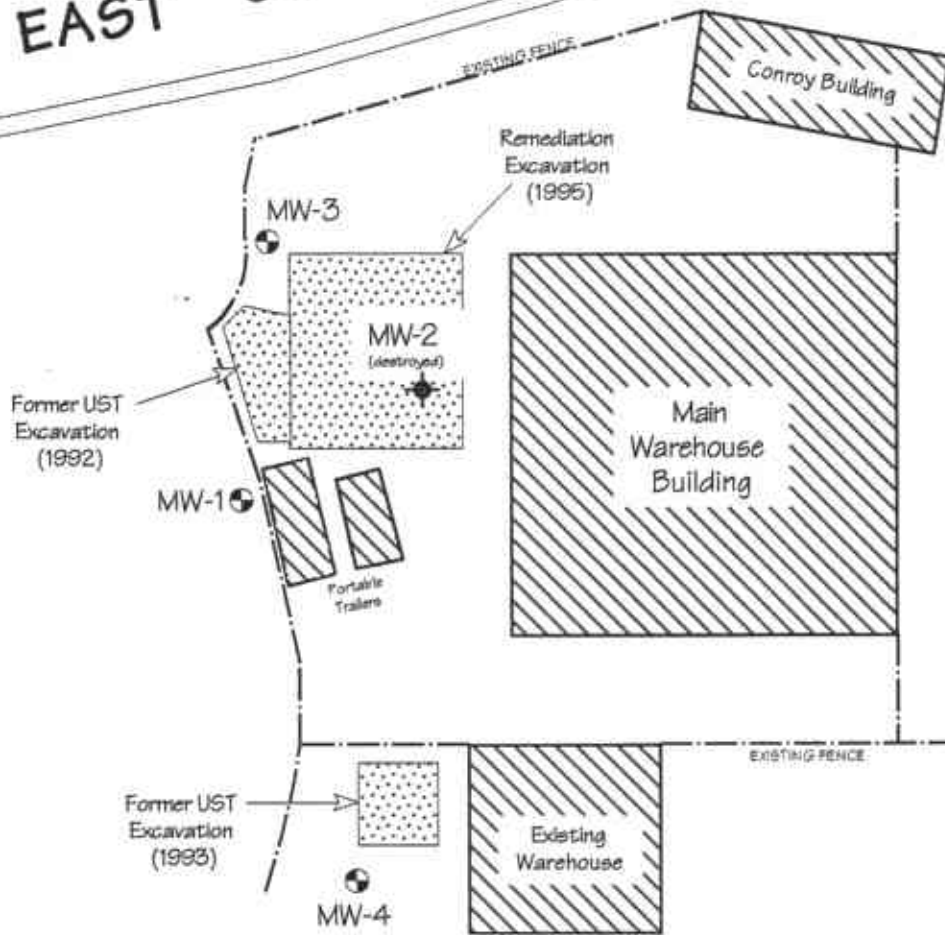 EAST
EXISTING FENCE
Conroy Building
Remediation
Excavation
(1995)
MW-3
MW-2
(destroyed)
Former UST
Excavation
(1992)
Main
Warehouse
Building
MW-1
Portable
Trailers
EXISTING FENCE
Former UST
Excavation
(1993)
Existing
Warehouse
MW-4